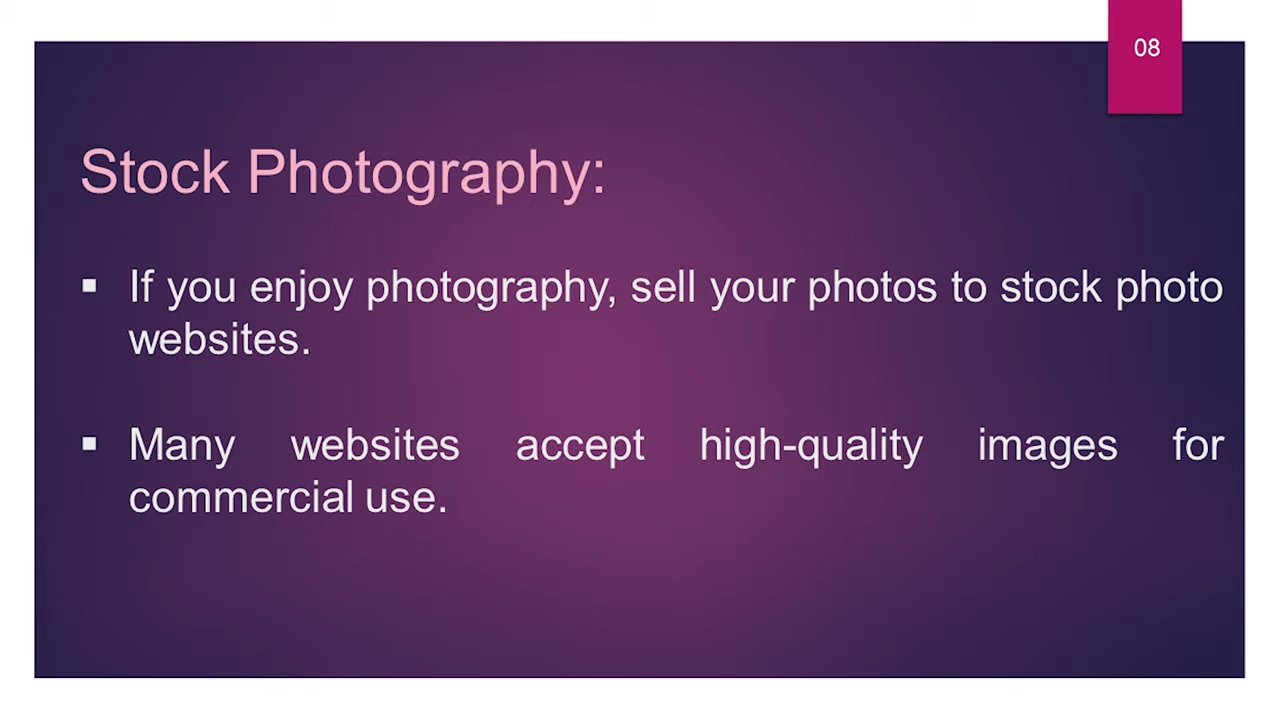 08
Stock Photography:
▪ If you enjoy photography, sell your photos to stock photo
websites.
▪ Many websites accept high-quality images for
commercial use.